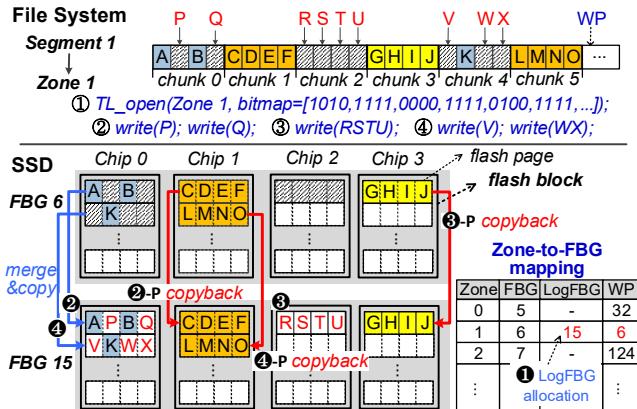 File System
P Q R S T U V W X WP
Segment 1
A B C D E F G H I J K L M N O ...
Zone 1
chunk 0 chunk 1 chunk 2 chunk 3 chunk 4 chunk 5
① TL_open(Zone 1, bitmap=[1010,1111,0000,1111,0100,1111,...]);
② write(P); write(Q); ③ write(RSTU); ④ write(V); write(WX);
SSD
Chip 0 Chip 1 Chip 2 Chip 3
flash page
flash block
FBG 6
A B C D E F G H I J
K L M N O
❸-P copyback
merge
&copy
❷ ❷-P copyback ❸
❹
FBG 15
A P B Q C D E F R S T U G H I J
V K W X L M N O
❹-P copyback
Zone-to-FBG
mapping
Zone FBG LogFBG WP
0 5 - 32
1 6 15 6
2 7 - 124
❶ LogFBG
allocation